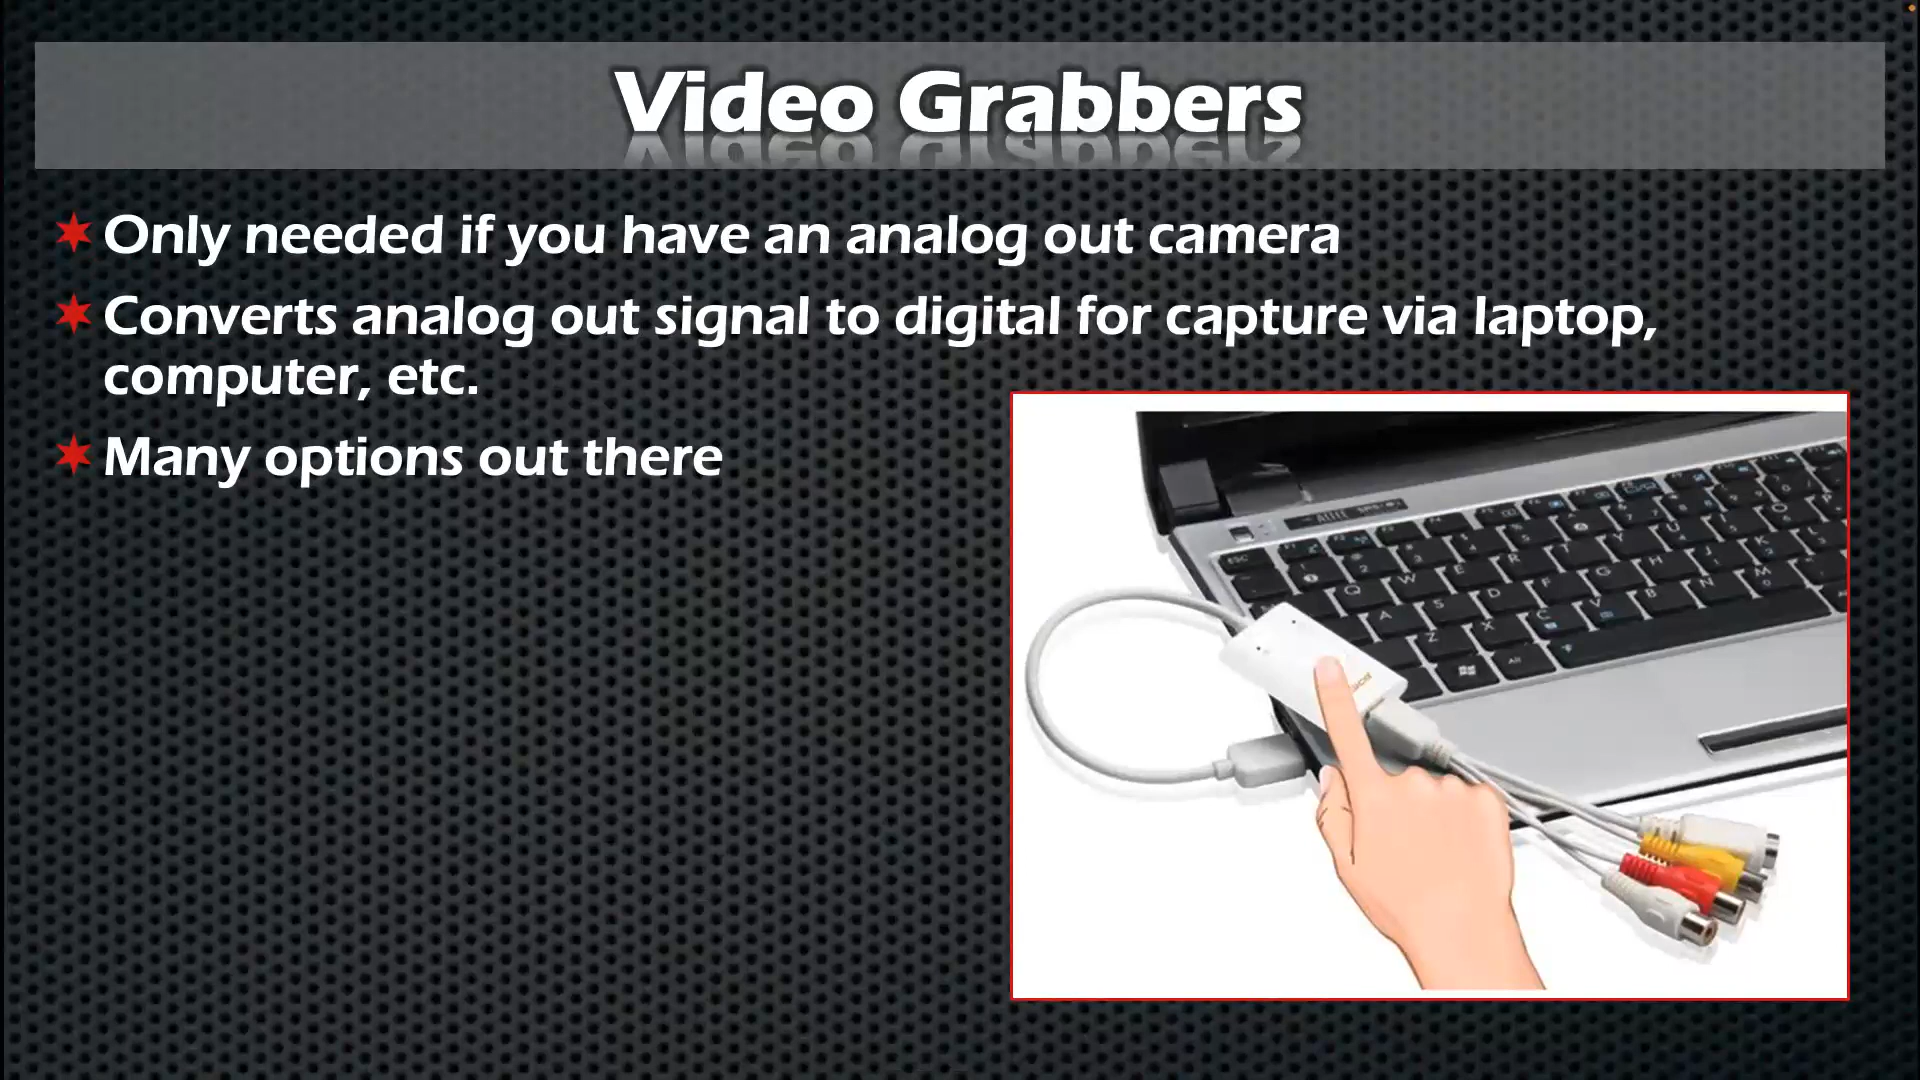 Video Grabbers
Only needed if you have an analog out camera
Converts analog out signal to digital for capture via laptop,
computer, etc.
Many options out there